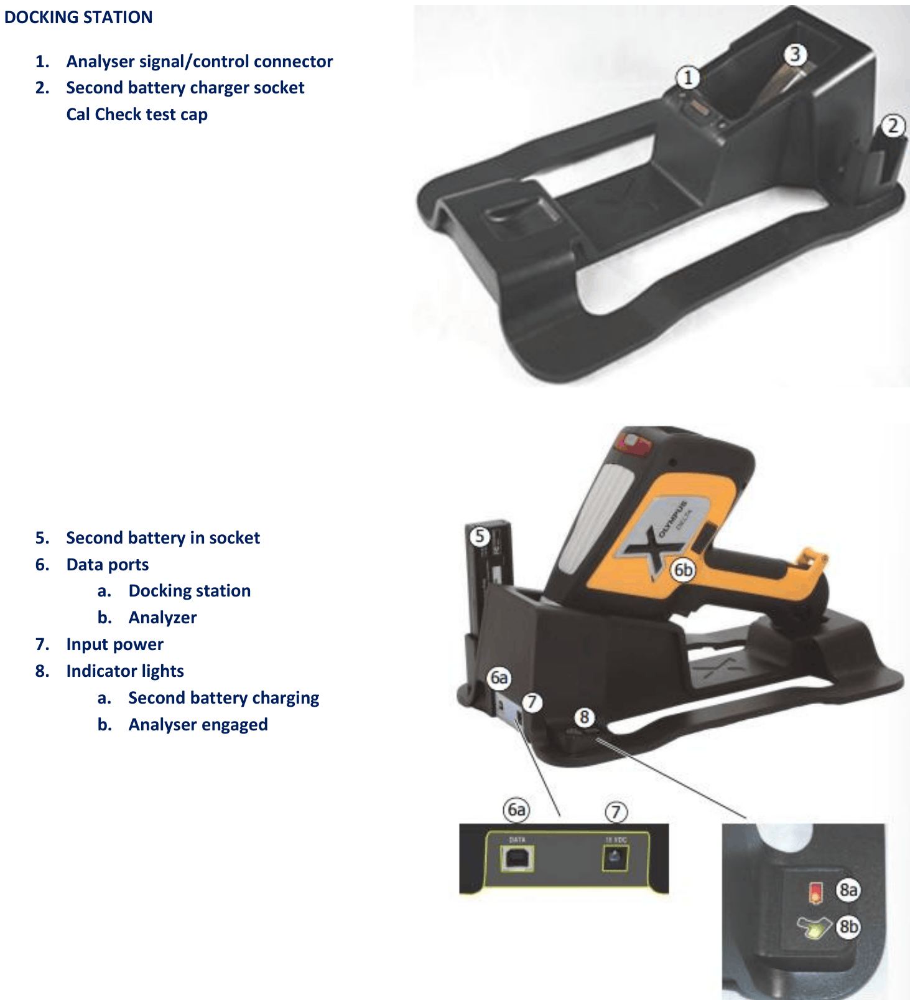 DOCKING STATION
1. Analyser signal/control connector
2. Second battery charger socket
Cal Check test cap
1
3
2
5. Second battery in socket
6. Data ports
a. Docking station
b. Analyzer
7. Input power
8. Indicator lights
a. Second battery charging
b. Analyser engaged
OLYMPUS
DELTA
5
6b
6a
7
8
6a
7
DATA
VDC
8a
8b